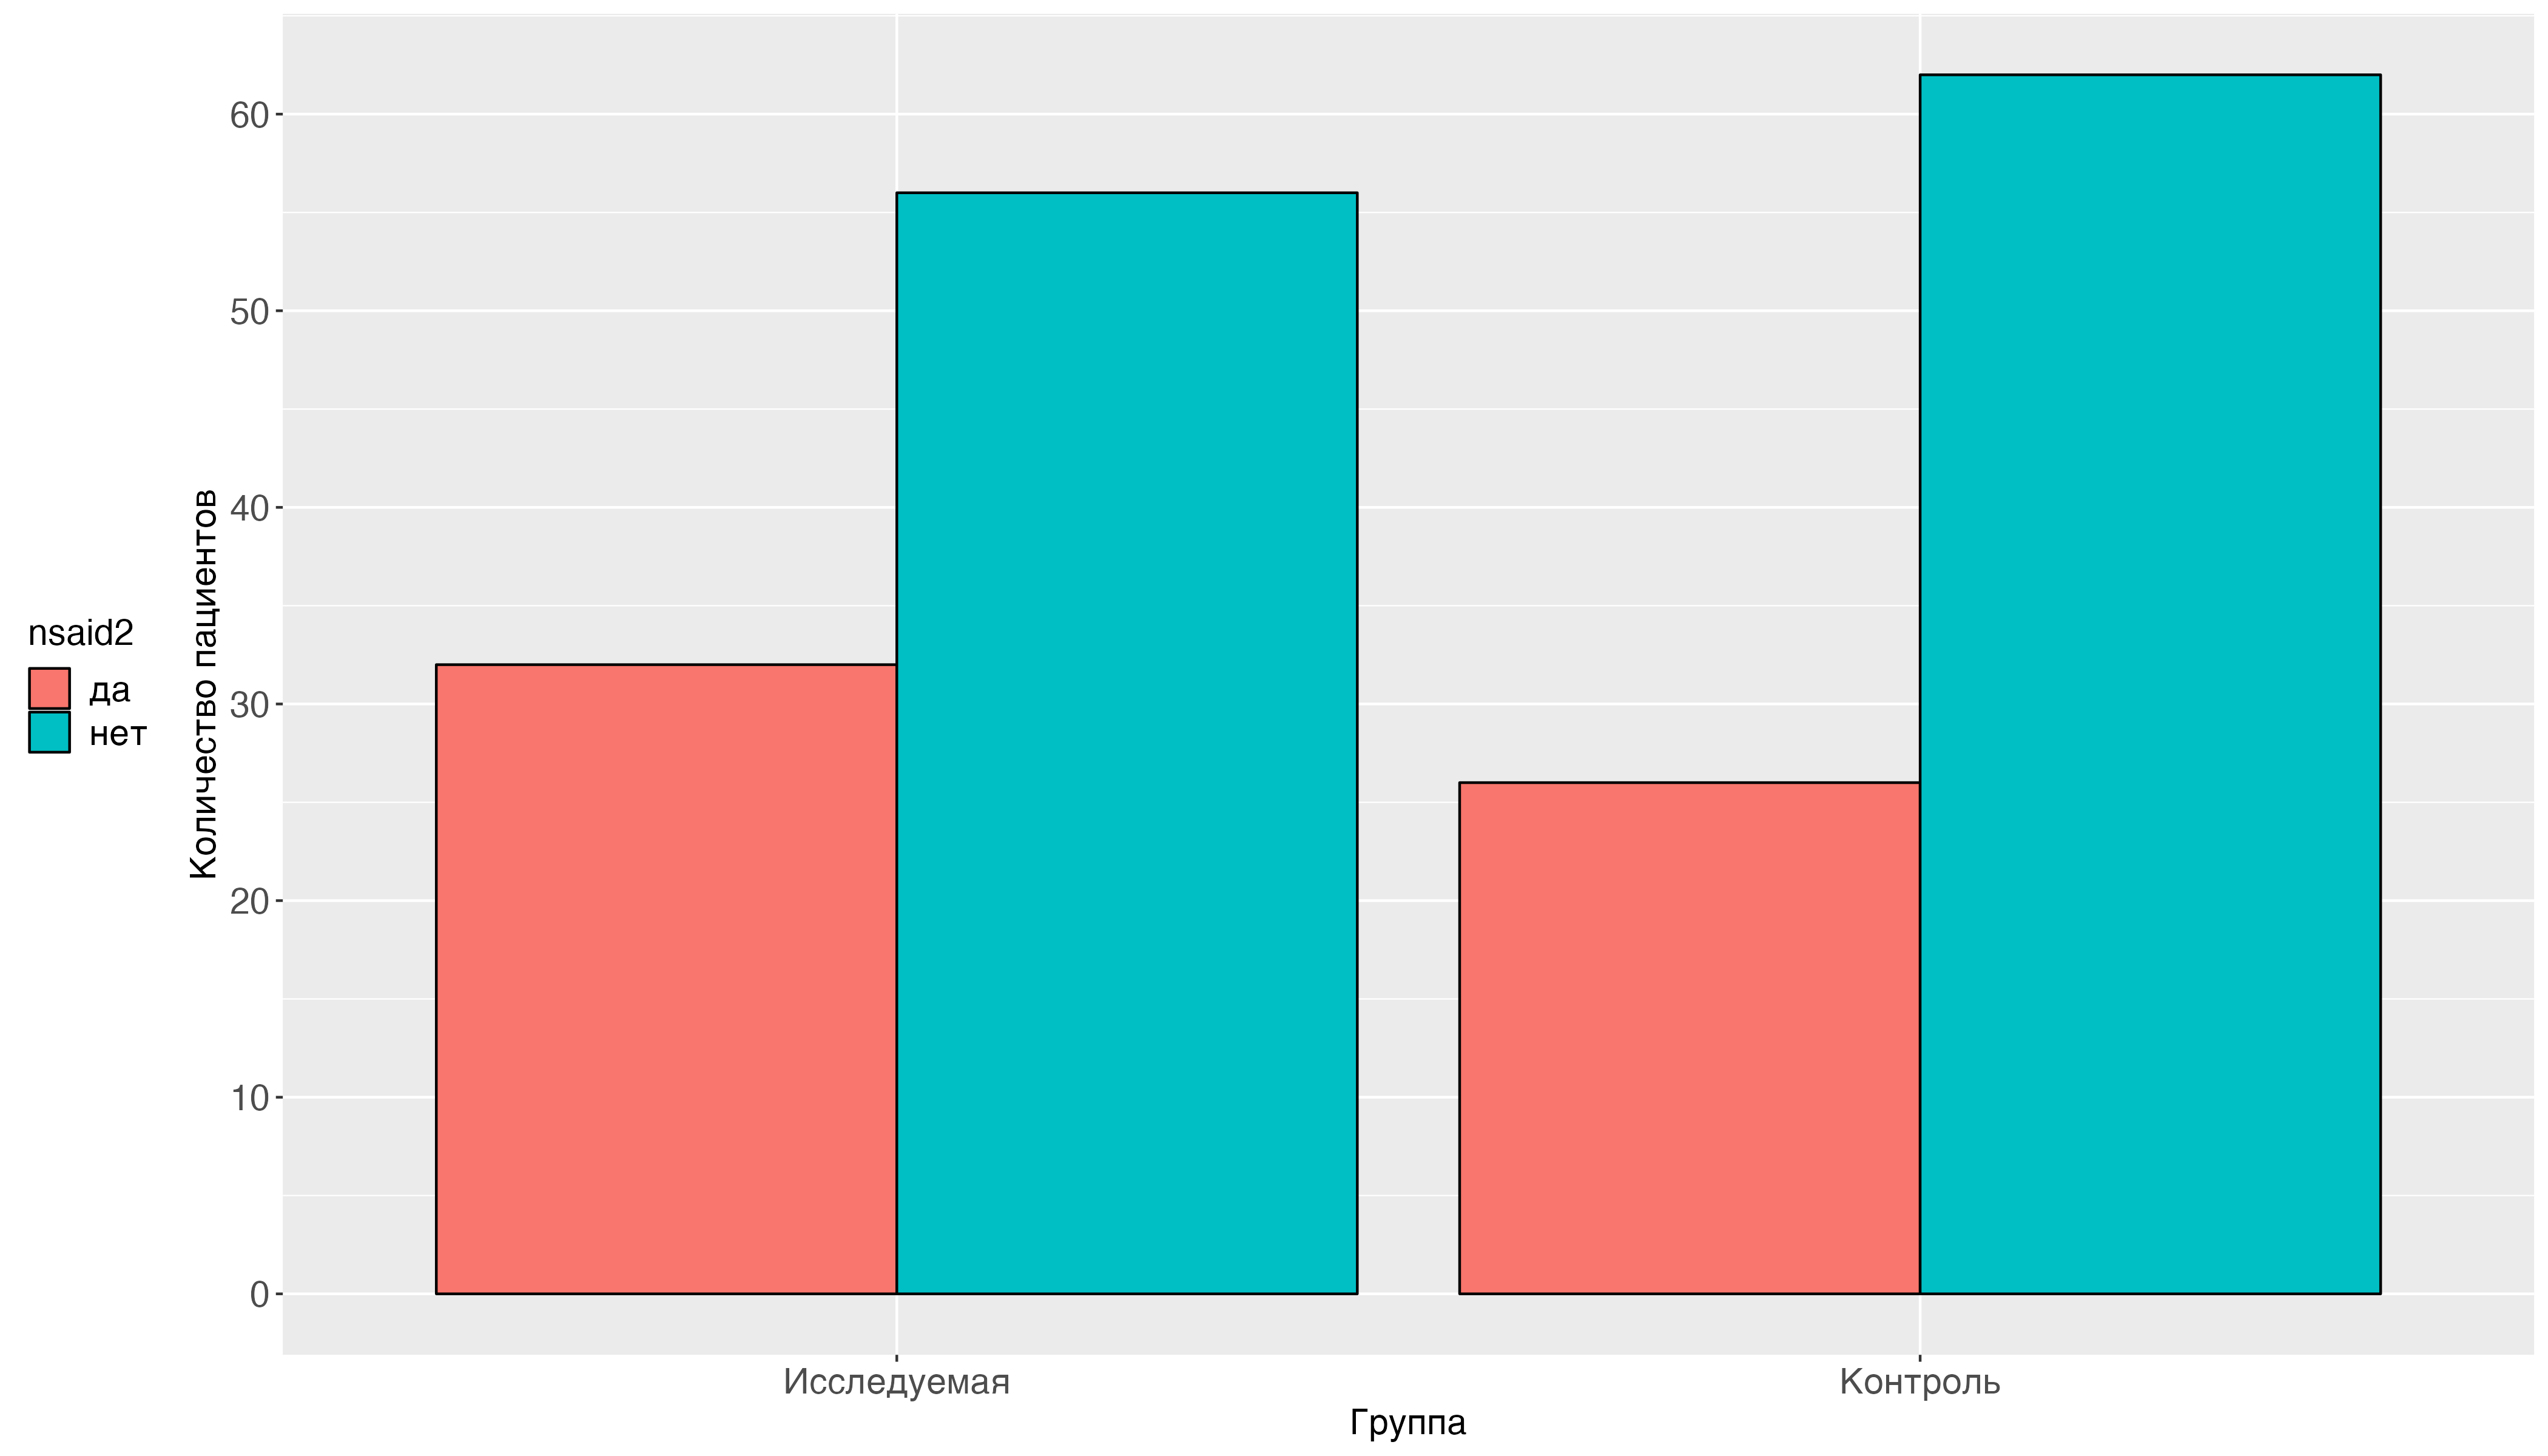 nsaid2
да
нет
Количество пациентов
60
50
40
30
20
10
0
Исследуемая
Контроль
Группа